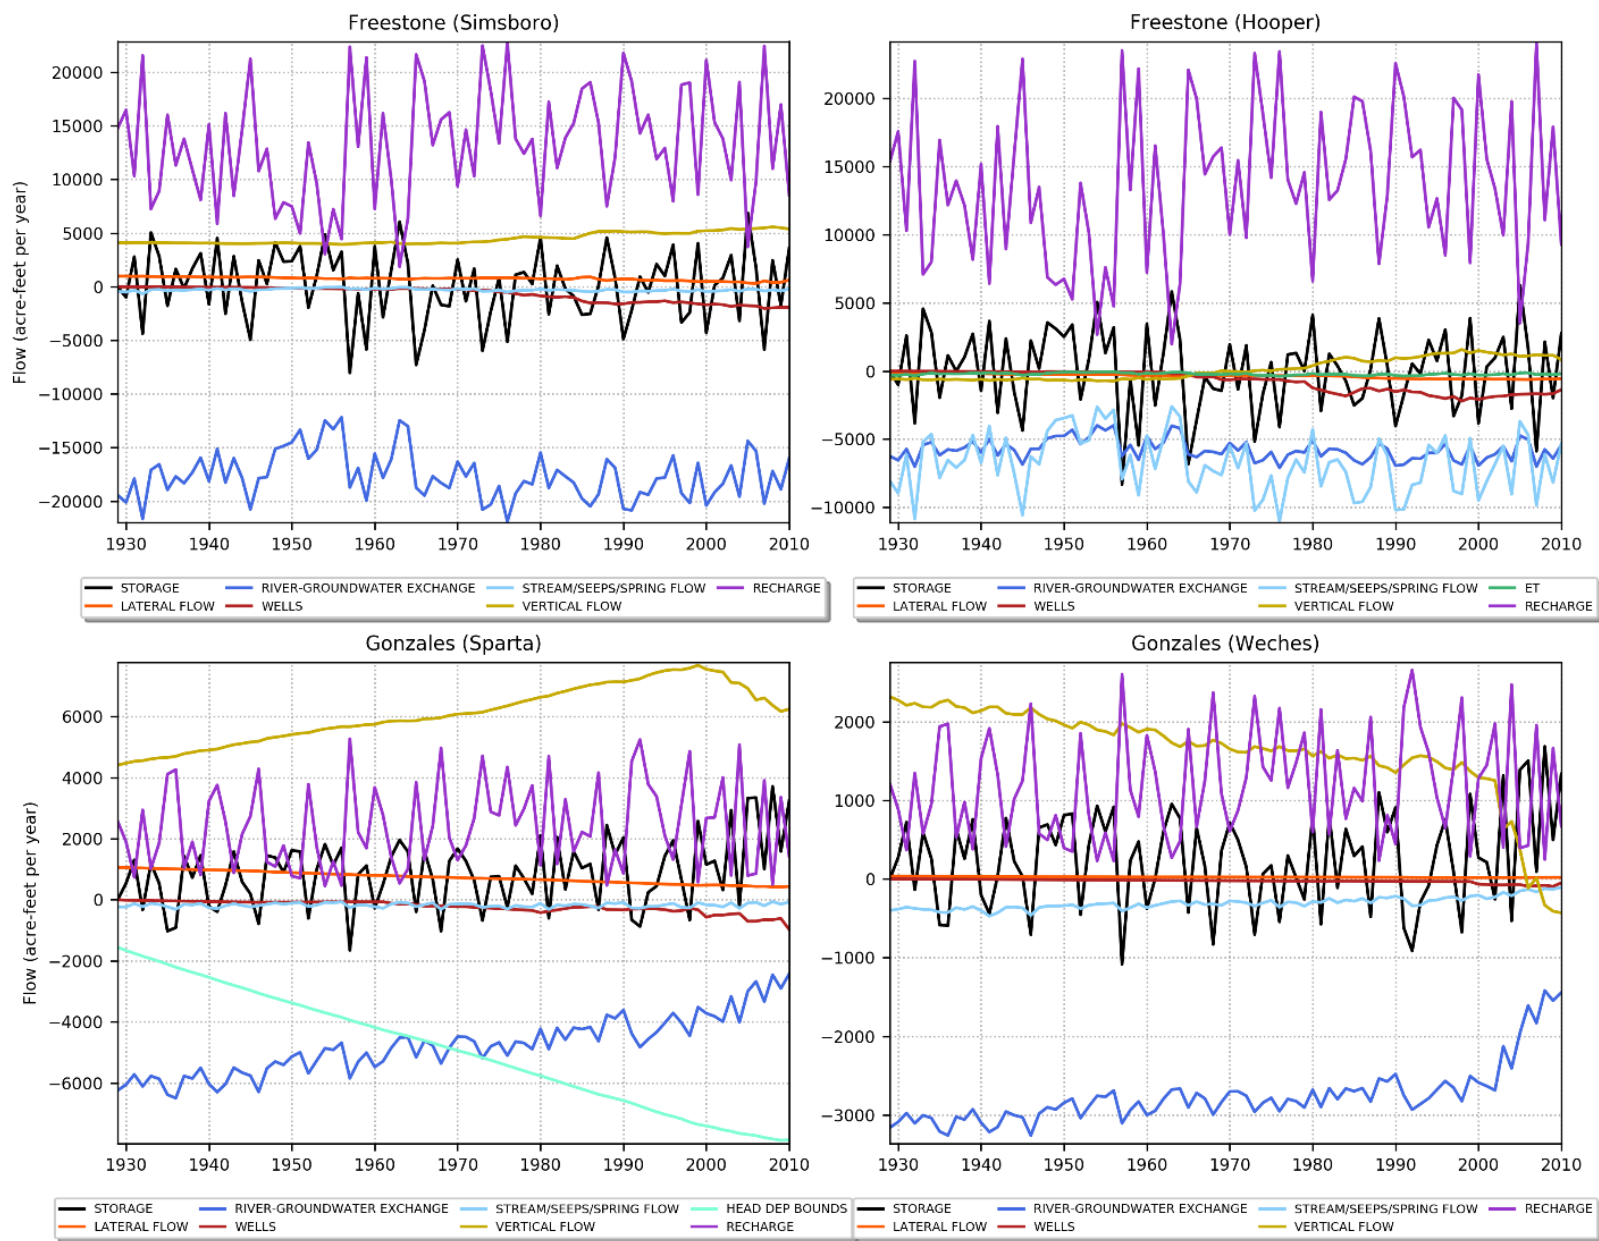 Freestone (Simsboro)
Flow (acre-feet per year)
20000
15000
10000
5000
0
−5000
−10000
−15000
−20000
1930 1940 1950 1960 1970 1980 1990 2000 2010
STORAGE RIVER-GROUNDWATER EXCHANGE STREAM/SEEPS/SPRING FLOW RECHARGE
LATERAL FLOW WELLS VERTICAL FLOW
Freestone (Hooper)
20000
15000
10000
5000
0
−5000
−10000
1930 1940 1950 1960 1970 1980 1990 2000 2010
STORAGE RIVER-GROUNDWATER EXCHANGE STREAM/SEEPS/SPRING FLOW ET
LATERAL FLOW WELLS VERTICAL FLOW RECHARGE
Gonzales (Sparta)
Flow (acre-feet per year)
6000
4000
2000
0
−2000
−4000
−6000
1930 1940 1950 1960 1970 1980 1990 2000 2010
STORAGE RIVER-GROUNDWATER EXCHANGE STREAM/SEEPS/SPRING FLOW HEAD DEP BOUNDS
LATERAL FLOW WELLS VERTICAL FLOW RECHARGE
Gonzales (Weches)
2000
1000
0
−1000
−2000
−3000
1930 1940 1950 1960 1970 1980 1990 2000 2010
STORAGE RIVER-GROUNDWATER EXCHANGE STREAM/SEEPS/SPRING FLOW RECHARGE
LATERAL FLOW WELLS VERTICAL FLOW